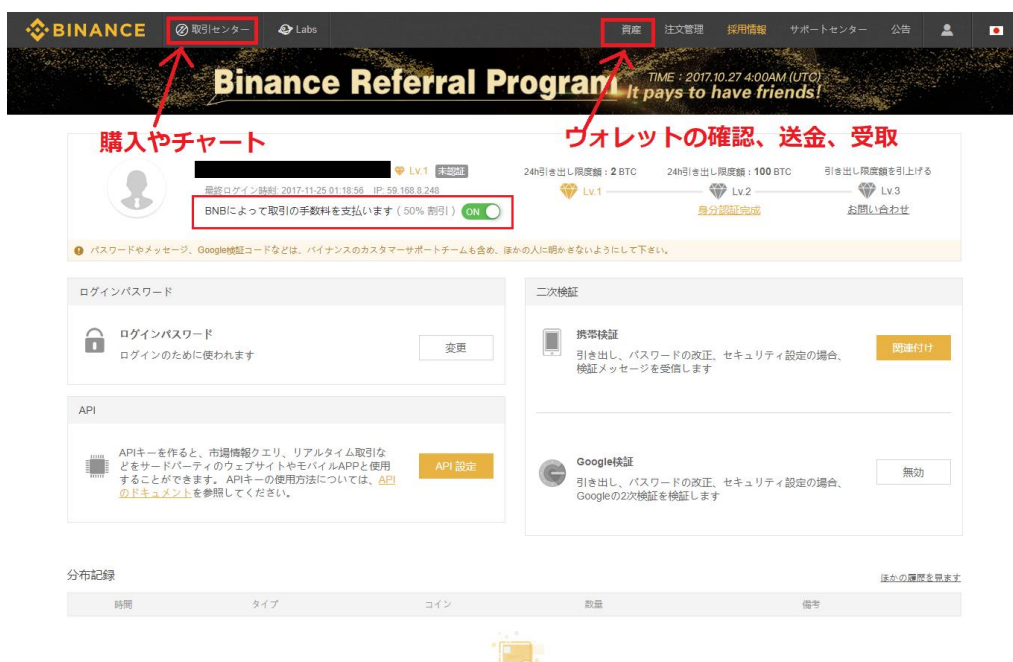 BINANCE
取引センター
Labs
資産
注文管理
採用情報
サポートセンター
公告
Binance Referral Program
TIME : 2017.10.27 4:00AM (UTC)
It pays to have friends!
購入やチャート
ヴォレットの確認、送金、受取
Lv.1 未認証
最終ログイン時刻: 2017-11-25 01:18:56 IP: 59.168.8.248
BNBによって取引の手数料を支払います ( 50% 割引 ) ON
24h引き出し限度額 : 2 BTC
24h引き出し限度額 : 100 BTC
引き出し限度額を引上げる
Lv.1
Lv.2
Lv.3
身分認証完成
お問い合わせ
パスワードやメッセージ、Google検証コードなどは、バイナンスのカスタマーサポートチームも含め、ほかの人に明かさないようにして下さい。
ログインパスワード
ログインパスワード
ログインのために使われます
変更
二次検証
携帯検証
引き出し、パスワードの改正、セキュリティ設定の場合、
検証メッセージを受信します
関連付け
API
APIキーを作ると、市場情報クエリ、リアルタイム取引な
どをサードパーティのウェブサイトやモバイルAPPと使用
することができます。 APIキーの使用方法については、API
のドキュメントを参照してください。
API 設定
Google検証
引き出し、パスワードの改正、セキュリティ設定の場合、
Googleの2次検証を検証します
無効
分布記録
ほかの履歴を見ます
時間
タイプ
コイン
数量
備考